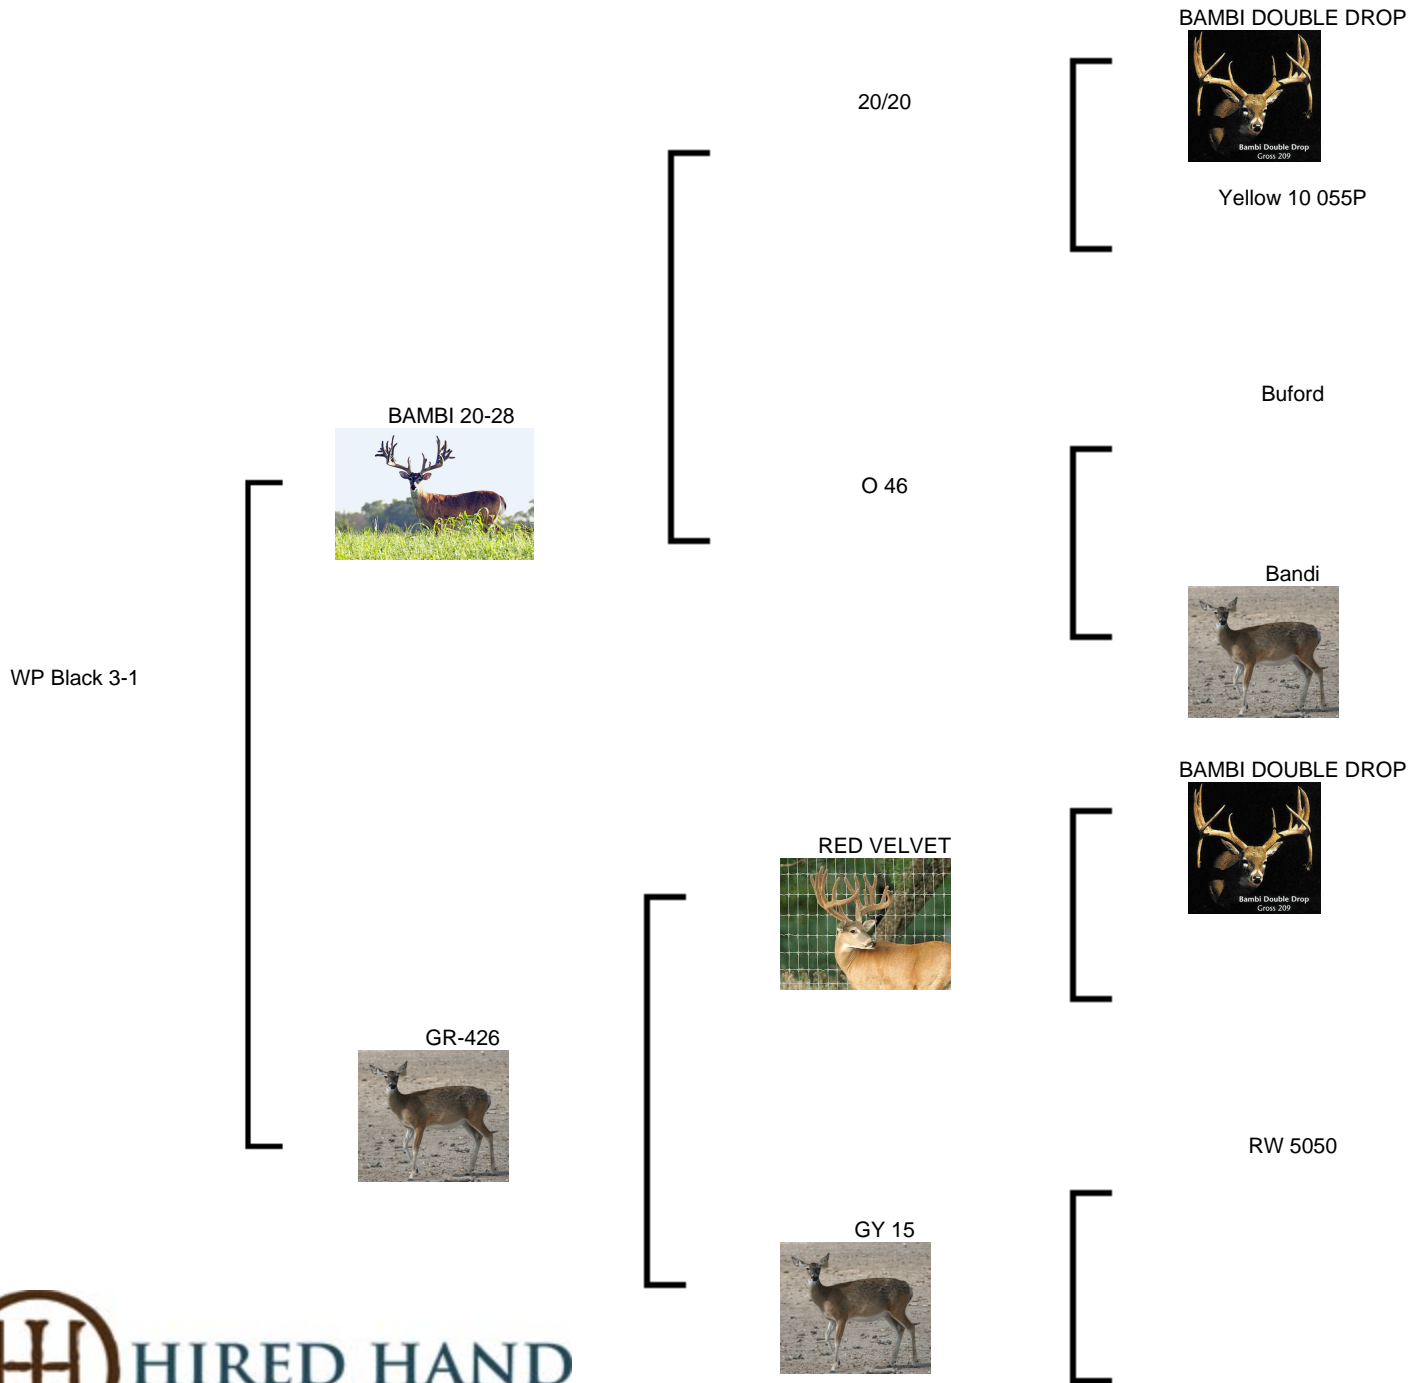 BAMBI DOUBLE DROP
Bambi Double Drop
Gross 209
20/20
Yellow 10 055P
Buford
BAMBI 20-28
O 46
Bandi
WP Black 3-1
BAMBI DOUBLE DROP
Bambi Double Drop
Gross 209
RED VELVET
GR-426
RW 5050
GY 15
HIRED HAND